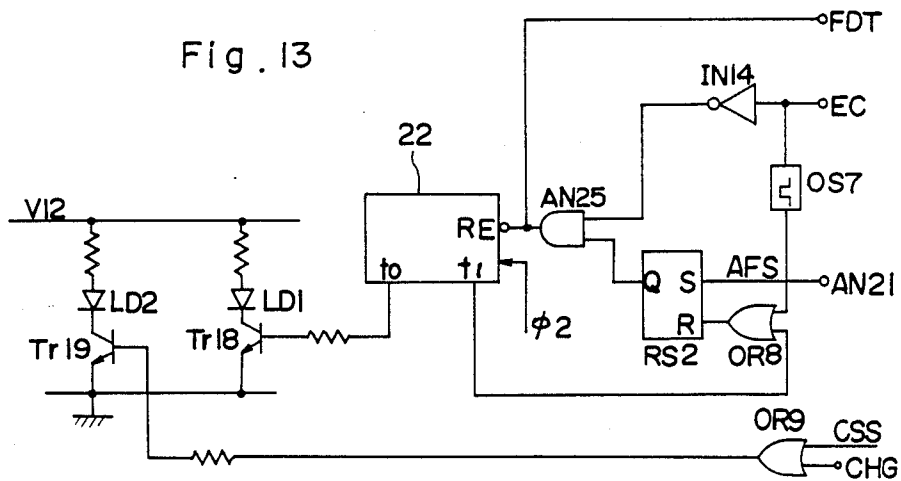 Fig. 13
FDT
IN14
EC
22
OS7
AN25
V12
RE
t0
t1
Q
S
AFS
AN21
LD2
LD1
φ2
R
Tr19
Tr18
RS2
OR8
OR9
CSS
CHG